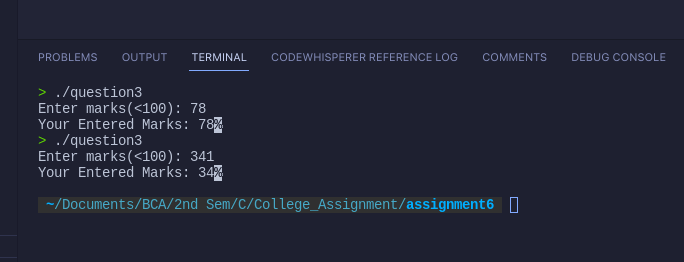 PROBLEMS OUTPUT TERMINAL CODEWHISPERER REFERENCE LOG COMMENTS DEBUG CONSOLE
> ./question3
Enter marks(<100): 78
Your Entered Marks: 78%
> ./question3
Enter marks(<100): 341
Your Entered Marks: 34%
~/Documents/BCA/2nd Sem/C/College_Assignment/assignment6